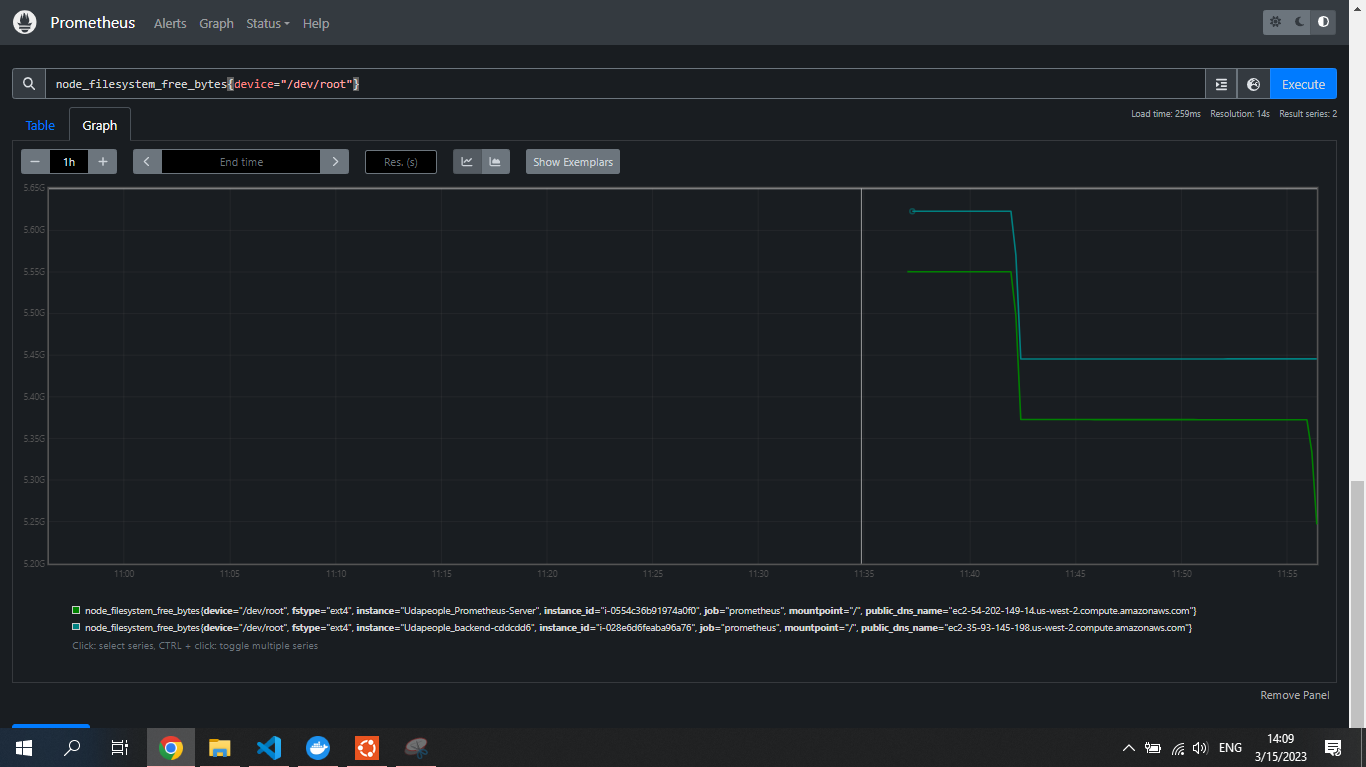 Prometheus Alerts Graph Status Help
node_filesystem_free_bytes{device="/dev/root"} Execute
Load time: 259ms Resolution: 14s Result series: 2
Table Graph
1h End time Res. (s) Show Exemplars
5.65G
5.60G
5.55G
5.50G
5.45G
5.40G
5.35G
5.30G
5.25G
5.20G
11:00 11:05 11:10 11:15 11:20 11:25 11:30 11:35 11:40 11:45 11:50 11:55
node_filesystem_free_bytes{device="/dev/root", fstype="ext4", instance="Udapeople_Prometheus-Server", instance_id="i-0554c36b91974a0f0", job="prometheus", mountpoint="/", public_dns_name="ec2-54-202-149-14.us-west-2.compute.amazonaws.com"}
node_filesystem_free_bytes{device="/dev/root", fstype="ext4", instance="Udapeople_backend-cddcdd6", instance_id="i-028e6d6feaba96a76", job="prometheus", mountpoint="/", public_dns_name="ec2-35-93-145-198.us-west-2.compute.amazonaws.com"}
Click: select series, CTRL + click: toggle multiple series
Remove Panel
ENG
14:09
3/15/2023